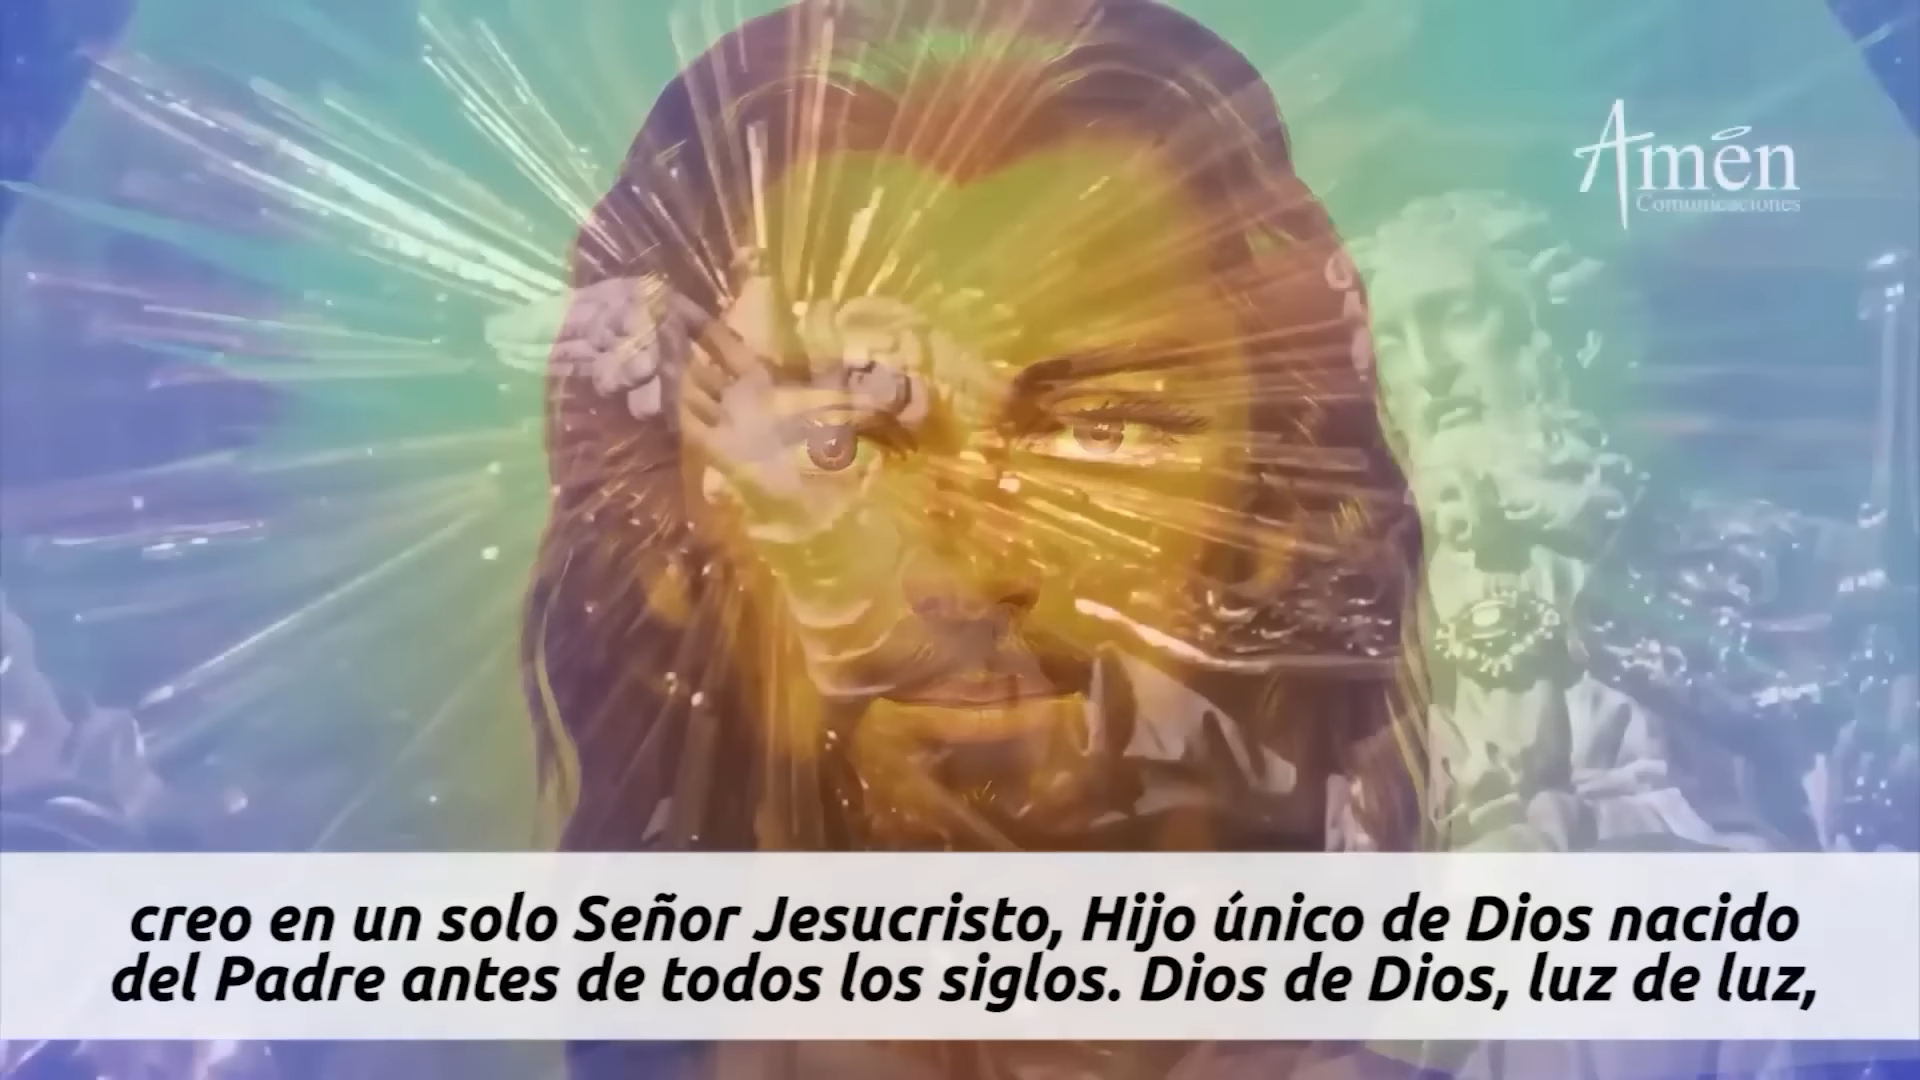 Amén
Comunicaciones
creo en un solo Señor Jesucristo, Hijo único de Dios nacido
del Padre antes de todos los siglos. Dios de Dios, luz de luz,